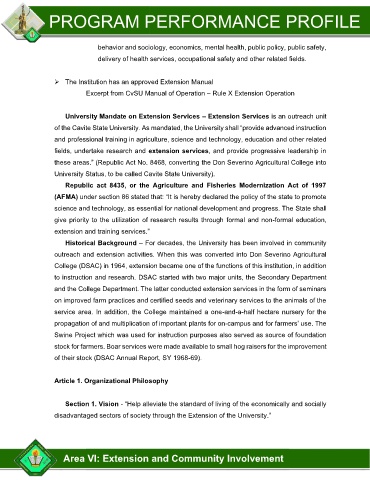 PROGRAM PERFORMANCE PROFILE
behavior and sociology, economics, mental health, public policy, public safety,
delivery of health services, occupational safety and other related fields.
➢ The Institution has an approved Extension Manual
Excerpt from CvSU Manual of Operation – Rule X Extension Operation
University Mandate on Extension Services – Extension Services is an outreach unit
of the Cavite State University. As mandated, the University shall “provide advanced instruction
and professional training in agriculture, science and technology, education and other related
fields, undertake research and extension services, and provide progressive leadership in
these areas.” (Republic Act No. 8468, converting the Don Severino Agricultural College into
University Status, to be called Cavite State University).
Republic act 8435, or the Agriculture and Fisheries Modernization Act of 1997
(AFMA) under section 86 stated that: “It is hereby declared the policy of the state to promote
science and technology, as essential for national development and progress. The State shall
give priority to the utilization of research results through formal and non-formal education,
extension and training services.”
Historical Background – For decades, the University has been involved in community
outreach and extension activities. When this was converted into Don Severino Agricultural
College (DSAC) in 1964, extension became one of the functions of this institution, in addition
to instruction and research. DSAC started with two major units, the Secondary Department
and the College Department. The latter conducted extension services in the form of seminars
on improved farm practices and certified seeds and veterinary services to the animals of the
service area. In addition, the College maintained a one-and-a-half hectare nursery for the
propagation of and multiplication of important plants for on-campus and for farmers’ use. The
Swine Project which was used for instruction purposes also served as source of foundation
stock for farmers. Boar services were made available to small hog raisers for the improvement
of their stock (DSAC Annual Report, SY 1968-69).
Article 1. Organizational Philosophy
Section 1. Vision - “Help alleviate the standard of living of the economically and socially
disadvantaged sectors of society through the Extension of the University.”
Area VI: Extension and Community Involvement